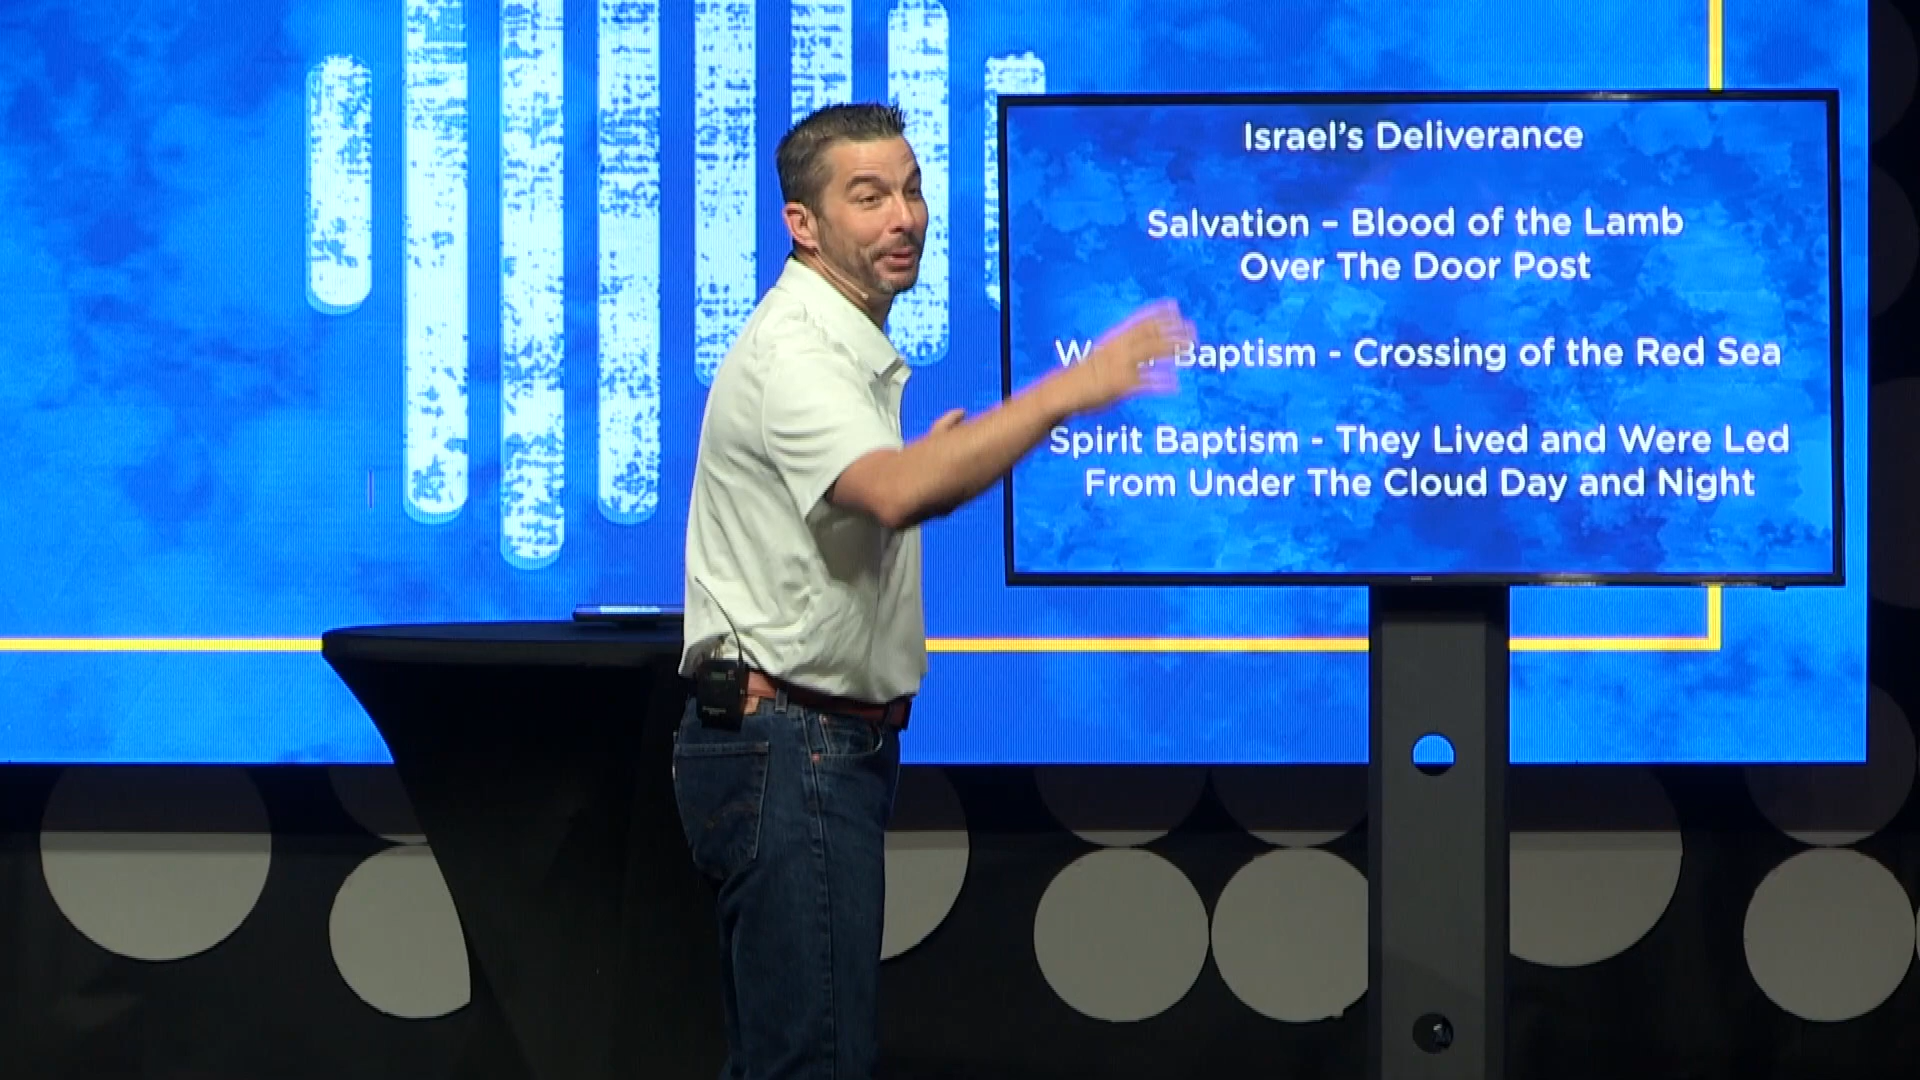 Israel's Deliverance
Salvation – Blood of the Lamb
Over The Door Post
Baptism - Crossing of the Red Sea
Spirit Baptism - They Lived and Were Led
From Under The Cloud Day and Night